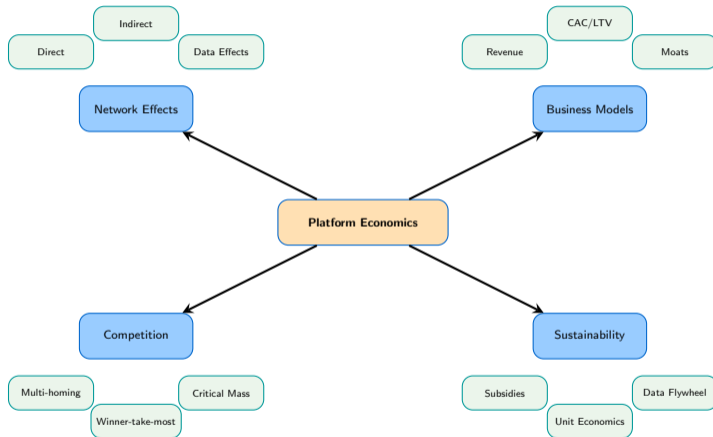 Indirect
Direct
Data Effects
Network Effects
CAC/LTV
Revenue
Moats
Business Models
Platform Economics
Competition
Multi-homing
Critical Mass
Winner-take-most
Sustainability
Subsidies
Data Flywheel
Unit Economics